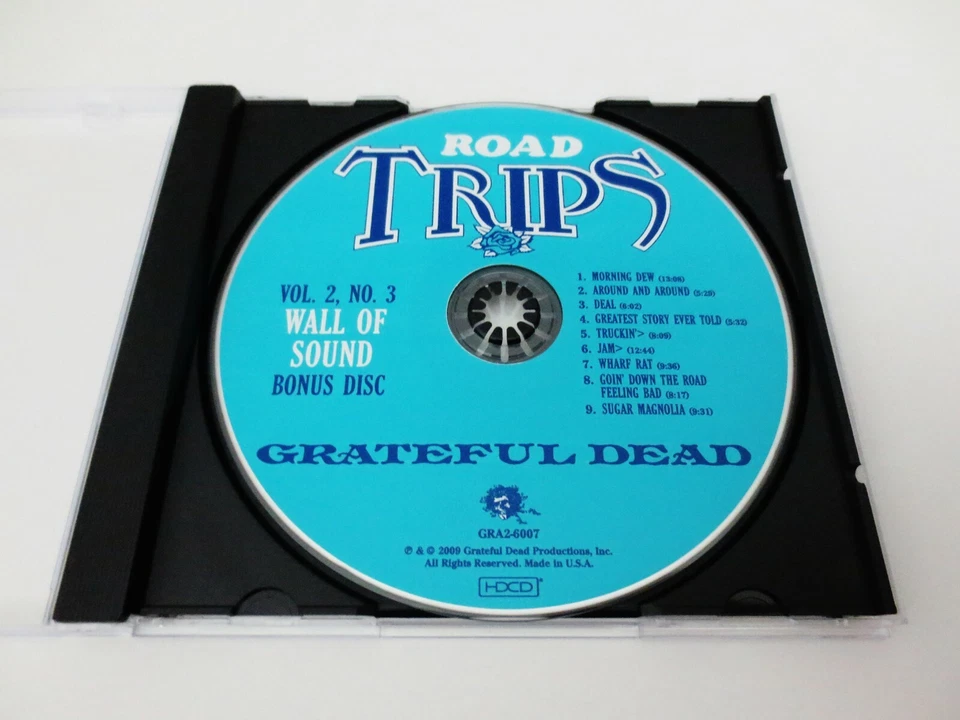 ROAD
TRIPS
VOL. 2, NO. 3
WALL OF
SOUND
BONUS DISC
1. MORNING DEW (13:08)
2. AROUND AND AROUND (5:28)
3. DEAL (6:02)
4. GREATEST STORY EVER TOLD (5:32)
5. TRUCKIN'> (8:09)
6. JAM> (12:44)
7. WHARF RAT (9:36)
8. GOIN' DOWN THE ROAD
FEELING BAD (8:17)
9. SUGAR MAGNOLIA (9:31)
GRATEFUL DEAD
GRA2-6007
℗ & © 2009 Grateful Dead Productions, Inc.
All Rights Reserved. Made in U.S.A.
HDCD